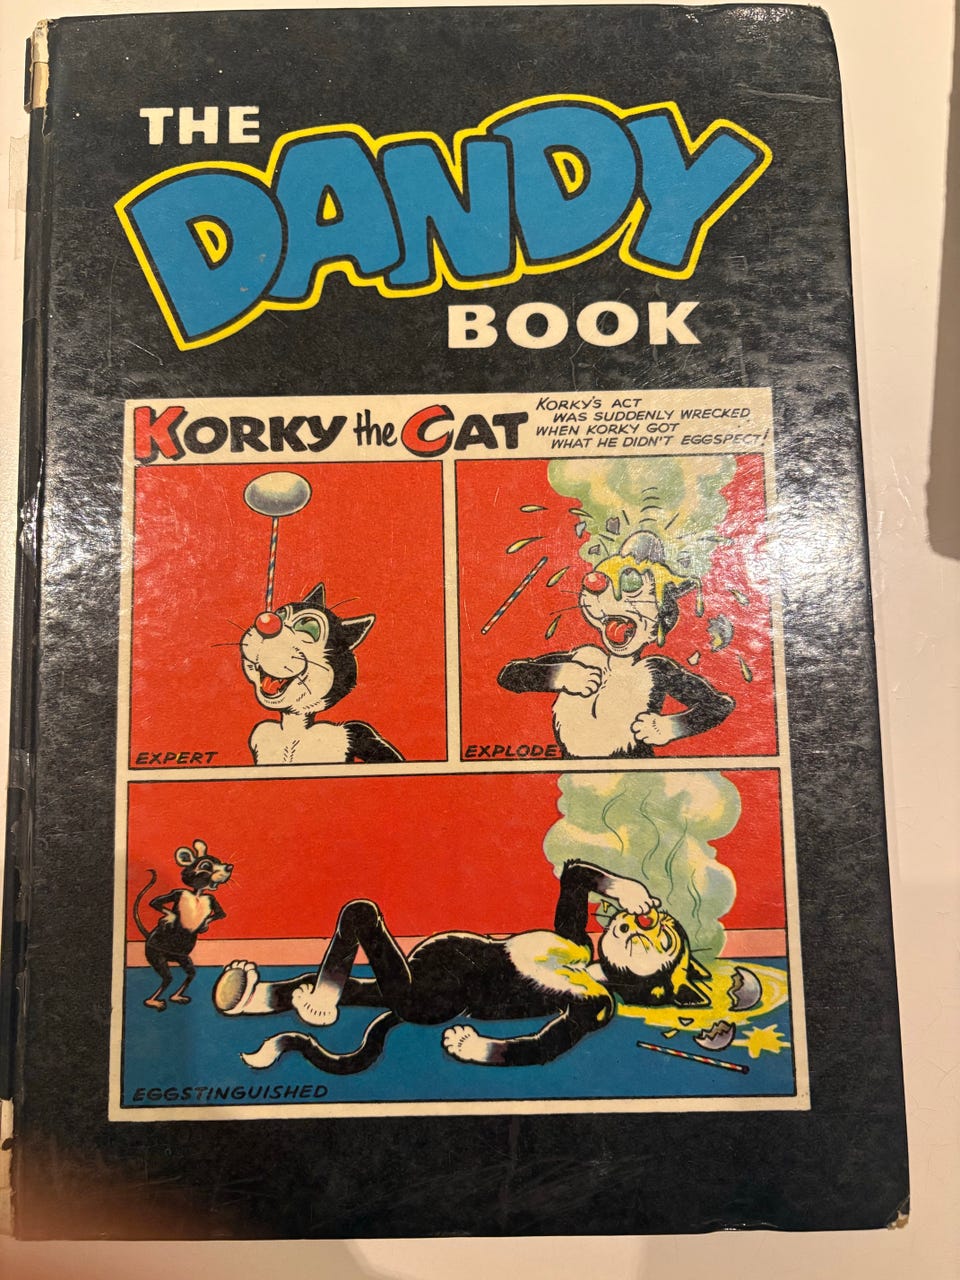 THE
DANDY
BOOK
KORKY the CAT
KORKY'S ACT
WAS SUDDENLY WRECKED
WHEN KORKY GOT
WHAT HE DIDN'T EGGSPECT!
EXPERT
EXPLODE
EGGSTINGUISHED